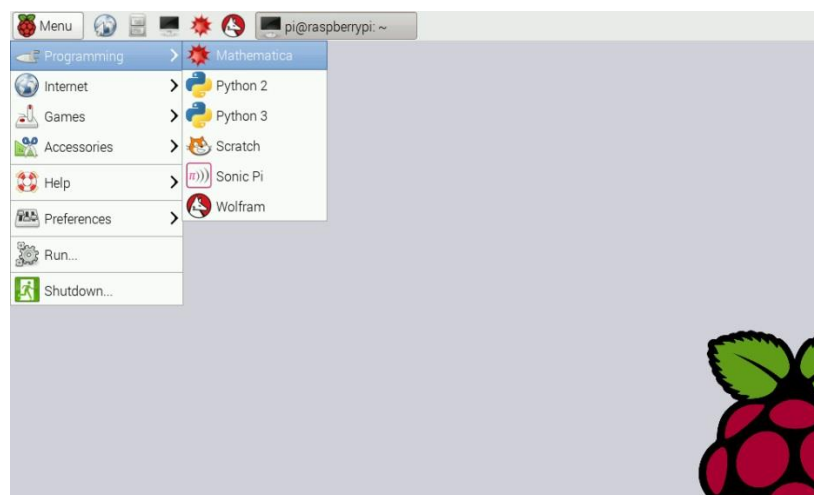 Menu pi@raspberrypi: ~
Programming Mathematica
Internet Python 2
Games Python 3
Accessories Scratch
Help Sonic Pi
Preferences Wolfram
Run...
Shutdown...